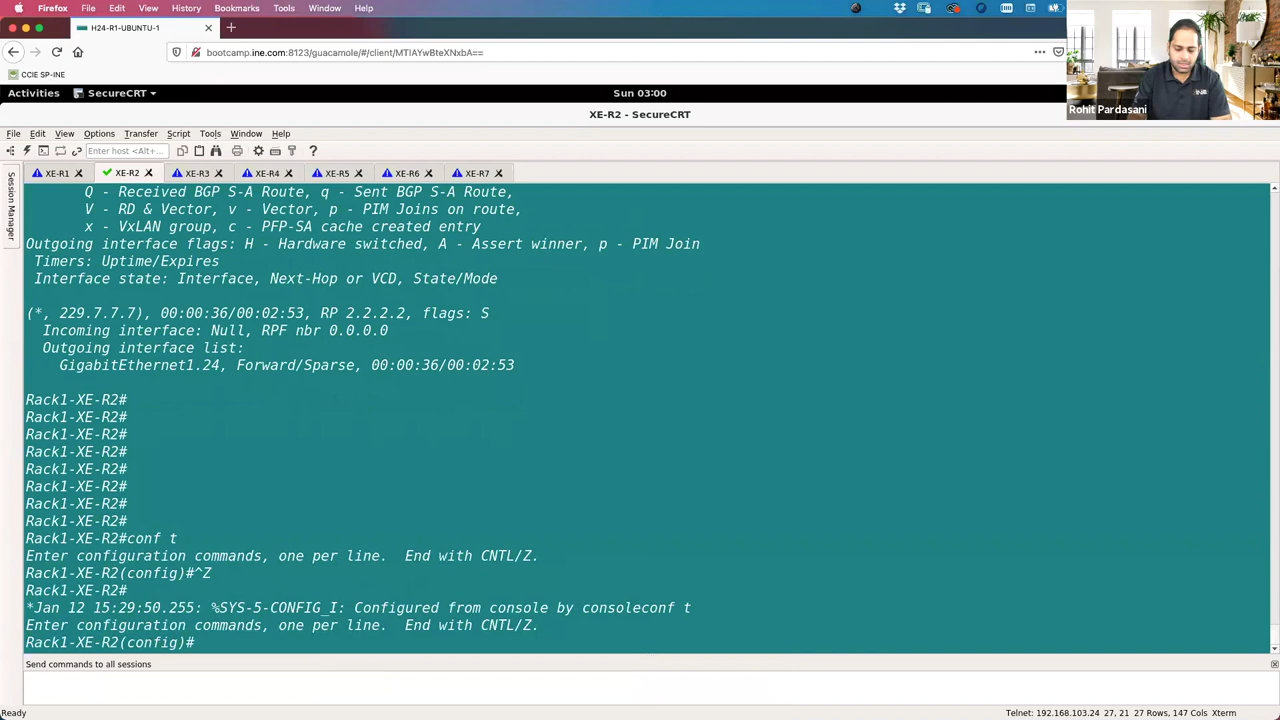 Firefox File Edit View History Bookmarks Tools Window Help
H24-R1-UBUNTU-1
bootcamp.ine.com:8123/guacamole/#/client/MTIAYwBteXNxbA==
CCIE SP-INE
Activities SecureCRT Sun 03:00
XE-R2 - SecureCRT
File Edit View Options Transfer Script Tools Window Help
Enter host <Alt+...
XE-R1 XE-R2 XE-R3 XE-R4 XE-R5 XE-R6 XE-R7
Session Manager
Q - Received BGP S-A Route, q - Sent BGP S-A Route,
V - RD & Vector, v - Vector, p - PIM Joins on route,
x - VxLAN group, c - PFP-SA cache created entry
Outgoing interface flags: H - Hardware switched, A - Assert winner, p - PIM Join
Timers: Uptime/Expires
Interface state: Interface, Next-Hop or VCD, State/Mode
(*, 229.7.7.7), 00:00:36/00:02:53, RP 2.2.2.2, flags: S
Incoming interface: Null, RPF nbr 0.0.0.0
Outgoing interface list:
GigabitEthernet1.24, Forward/Sparse, 00:00:36/00:02:53
Rack1-XE-R2#
Rack1-XE-R2#
Rack1-XE-R2#
Rack1-XE-R2#
Rack1-XE-R2#
Rack1-XE-R2#
Rack1-XE-R2#
Rack1-XE-R2#
Rack1-XE-R2#conf t
Enter configuration commands, one per line. End with CNTL/Z.
Rack1-XE-R2(config)#^Z
Rack1-XE-R2#
*Jan 12 15:29:50.255: %SYS-5-CONFIG_I: Configured from console by consoleconf t
Enter configuration commands, one per line. End with CNTL/Z.
Rack1-XE-R2(config)#
Send commands to all sessions
Ready
Telnet: 192.168.103.24 27, 21 27 Rows, 147 Cols Xterm
Rohit Pardasani
INE